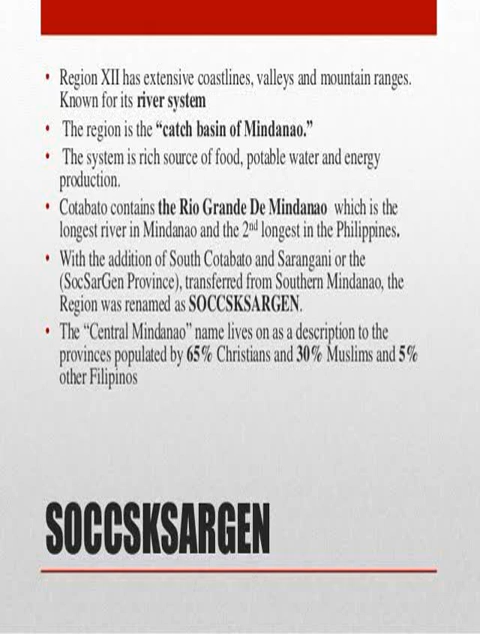 • Region XII has extensive coastlines, valleys and mountain ranges.
Known for its river system
• The region is the “catch basin of Mindanao.”
• The system is rich source of food, potable water and energy
production.
• Cotabato contains the Rio Grande De Mindanao which is the
longest river in Mindanao and the 2nd longest in the Philippines.
• With the addition of South Cotabato and Sarangani or the
(SocSarGen Province), transferred from Southern Mindanao, the
Region was renamed as SOCCSKSARGEN.
• The “Central Mindanao” name lives on as a description to the
provinces populated by 65% Christians and 30% Muslims and 5%
other Filipinos
SOCCSKSARGEN